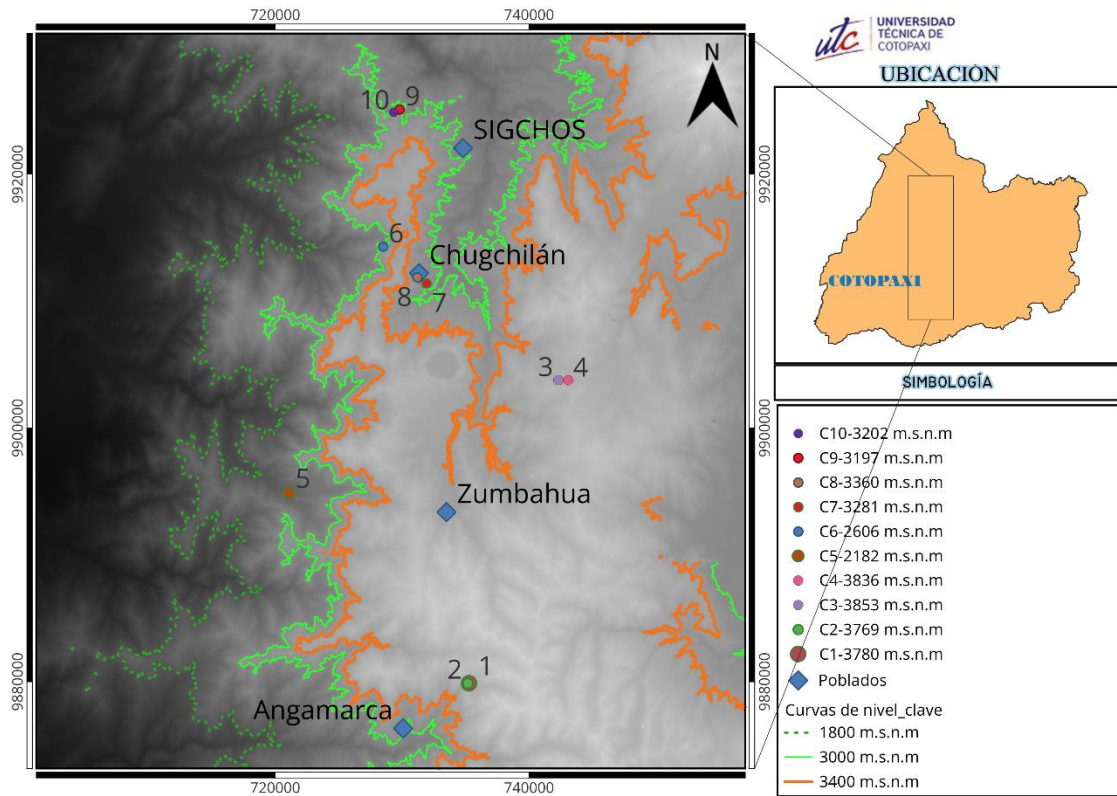 720000
740000
utc
UNIVERSIDAD
TÉCNICA DE
COTOPAXI
UBICACIÓN
N
10
9
SIGCHOS
9920000
9920000
6
Chugchilán
8
7
COTOPAXI
3
4
SIMBOLOGÍA
9900000
9900000
5
Zumbahua
2
1
Angamarca
9880000
9880000
720000
740000
C10-3202 m.s.n.m
C9-3197 m.s.n.m
C8-3360 m.s.n.m
C7-3281 m.s.n.m
C6-2606 m.s.n.m
C5-2182 m.s.n.m
C4-3836 m.s.n.m
C3-3853 m.s.n.m
C2-3769 m.s.n.m
C1-3780 m.s.n.m
Poblados
Curvas de nivel_clave
1800 m.s.n.m
3000 m.s.n.m
3400 m.s.n.m